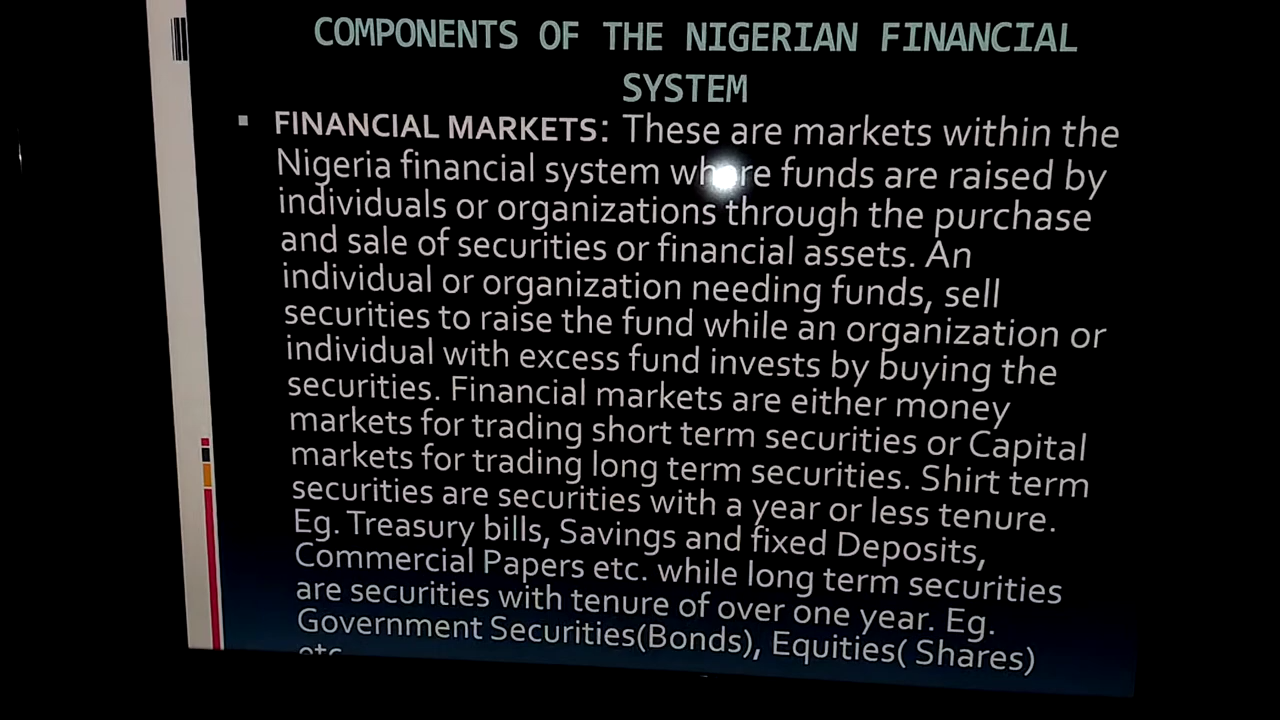 COMPONENTS OF THE NIGERIAN FINANCIAL
SYSTEM
▪ FINANCIAL MARKETS: These are markets within the
Nigeria financial system where funds are raised by
individuals or organizations through the purchase
and sale of securities or financial assets. An
individual or organization needing funds, sell
securities to raise the fund while an organization or
individual with excess fund invests by buying the
securities. Financial markets are either money
markets for trading short term securities or Capital
markets for trading long term securities. Shirt term
securities are securities with a year or less tenure.
Eg. Treasury bills, Savings and fixed Deposits,
Commercial Papers etc. while long term securities
are securities with tenure of over one year. Eg.
Government Securities(Bonds), Equities( Shares)
etc